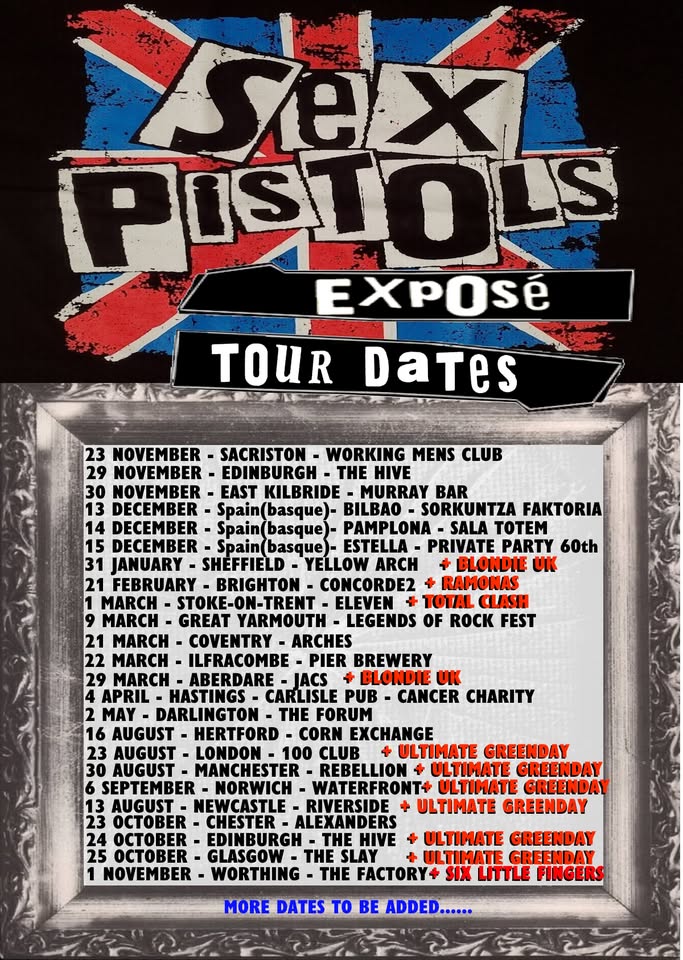 Sex
PISTOLS
EXPOSé
TOUR DaTes
23 NOVEMBER - SACRISTON - WORKING MENS CLUB
29 NOVEMBER - EDINBURGH - THE HIVE
30 NOVEMBER - EAST KILBRIDE - MURRAY BAR
13 DECEMBER - Spain(basque)- BILBAO - SORKUNTZA FAKTORIA
14 DECEMBER - Spain(basque)- PAMPLONA - SALA TOTEM
15 DECEMBER - Spain(basque)- ESTELLA - PRIVATE PARTY 60th
31 JANUARY - SHEFFIELD - YELLOW ARCH + BLONDIE UK
21 FEBRUARY - BRIGHTON - CONCORDE2 + RAMONAS
1 MARCH - STOKE-ON-TRENT - ELEVEN + TOTAL CLASH
9 MARCH - GREAT YARMOUTH - LEGENDS OF ROCK FEST
21 MARCH - COVENTRY - ARCHES
22 MARCH - ILFRACOMBE - PIER BREWERY
29 MARCH - ABERDARE - JACS + BLONDIE UK
4 APRIL - HASTINGS - CARLISLE PUB - CANCER CHARITY
2 MAY - DARLINGTON - THE FORUM
16 AUGUST - HERTFORD - CORN EXCHANGE
23 AUGUST - LONDON - 100 CLUB + ULTIMATE GREENDAY
30 AUGUST - MANCHESTER - REBELLION + ULTIMATE GREENDAY
6 SEPTEMBER - NORWICH - WATERFRONT+ ULTIMATE GREENDAY
13 AUGUST - NEWCASTLE - RIVERSIDE + ULTIMATE GREENDAY
23 OCTOBER - CHESTER - ALEXANDERS
24 OCTOBER - EDINBURGH - THE HIVE + ULTIMATE GREENDAY
25 OCTOBER - GLASGOW - THE SLAY + ULTIMATE GREENDAY
1 NOVEMBER - WORTHING - THE FACTORY+ SIX LITTLE FINGERS
MORE DATES TO BE ADDED......